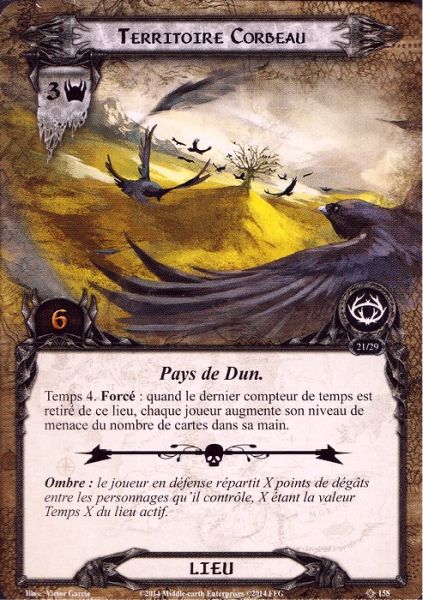 Territoire Corbeau
3
6
21/29
Pays de Dun.
Temps 4. Forcé : quand le dernier compteur de temps est
retiré de ce lieu, chaque joueur augmente son niveau de
menace du nombre de cartes dans sa main.
Ombre : le joueur en défense répartit X points de dégâts
entre les personnages qu'il contrôle, X étant la valeur
Temps X du lieu actif.
LIEU
Illus. Victor Garcia ©2014 Middle-earth Enterprises ©2014 FFG 158